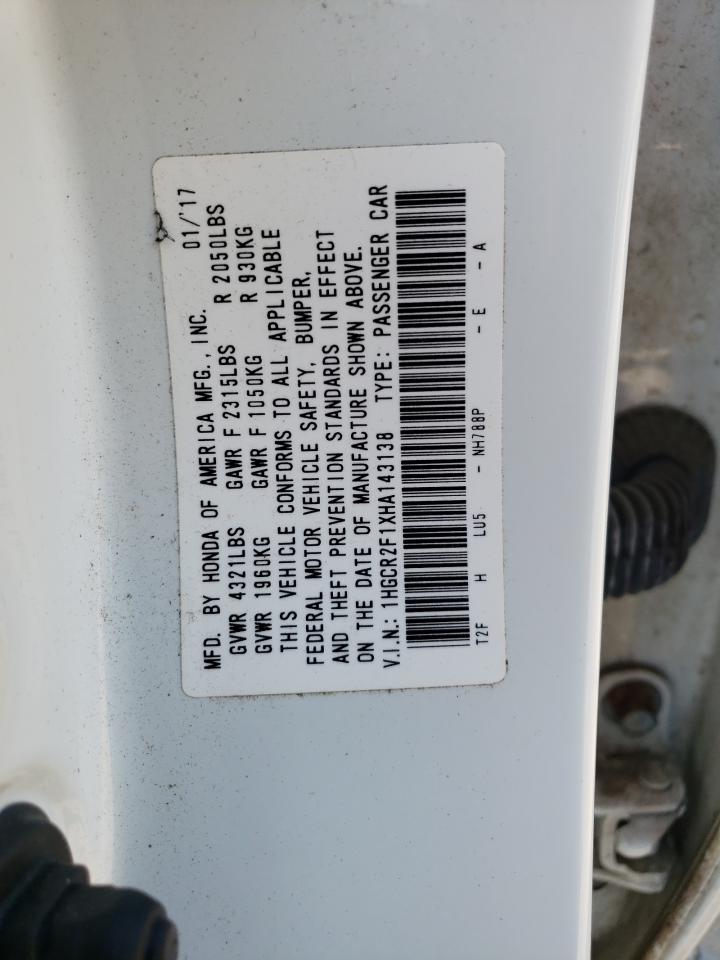 MFD. BY HONDA OF AMERICA MFG., INC. 01/'17
GVWR 4321LBS GAWR F 2315LBS R 2050LBS
GVWR 1960KG GAWR F 1050KG R 930KG
THIS VEHICLE CONFORMS TO ALL APPLICABLE
FEDERAL MOTOR VEHICLE SAFETY, BUMPER,
AND THEFT PREVENTION STANDARDS IN EFFECT
ON THE DATE OF MANUFACTURE SHOWN ABOVE.
V.I.N.: 1HGCR2F1XHA143138 TYPE: PASSENGER CAR
T2F H LU5 - NH788P - E - A